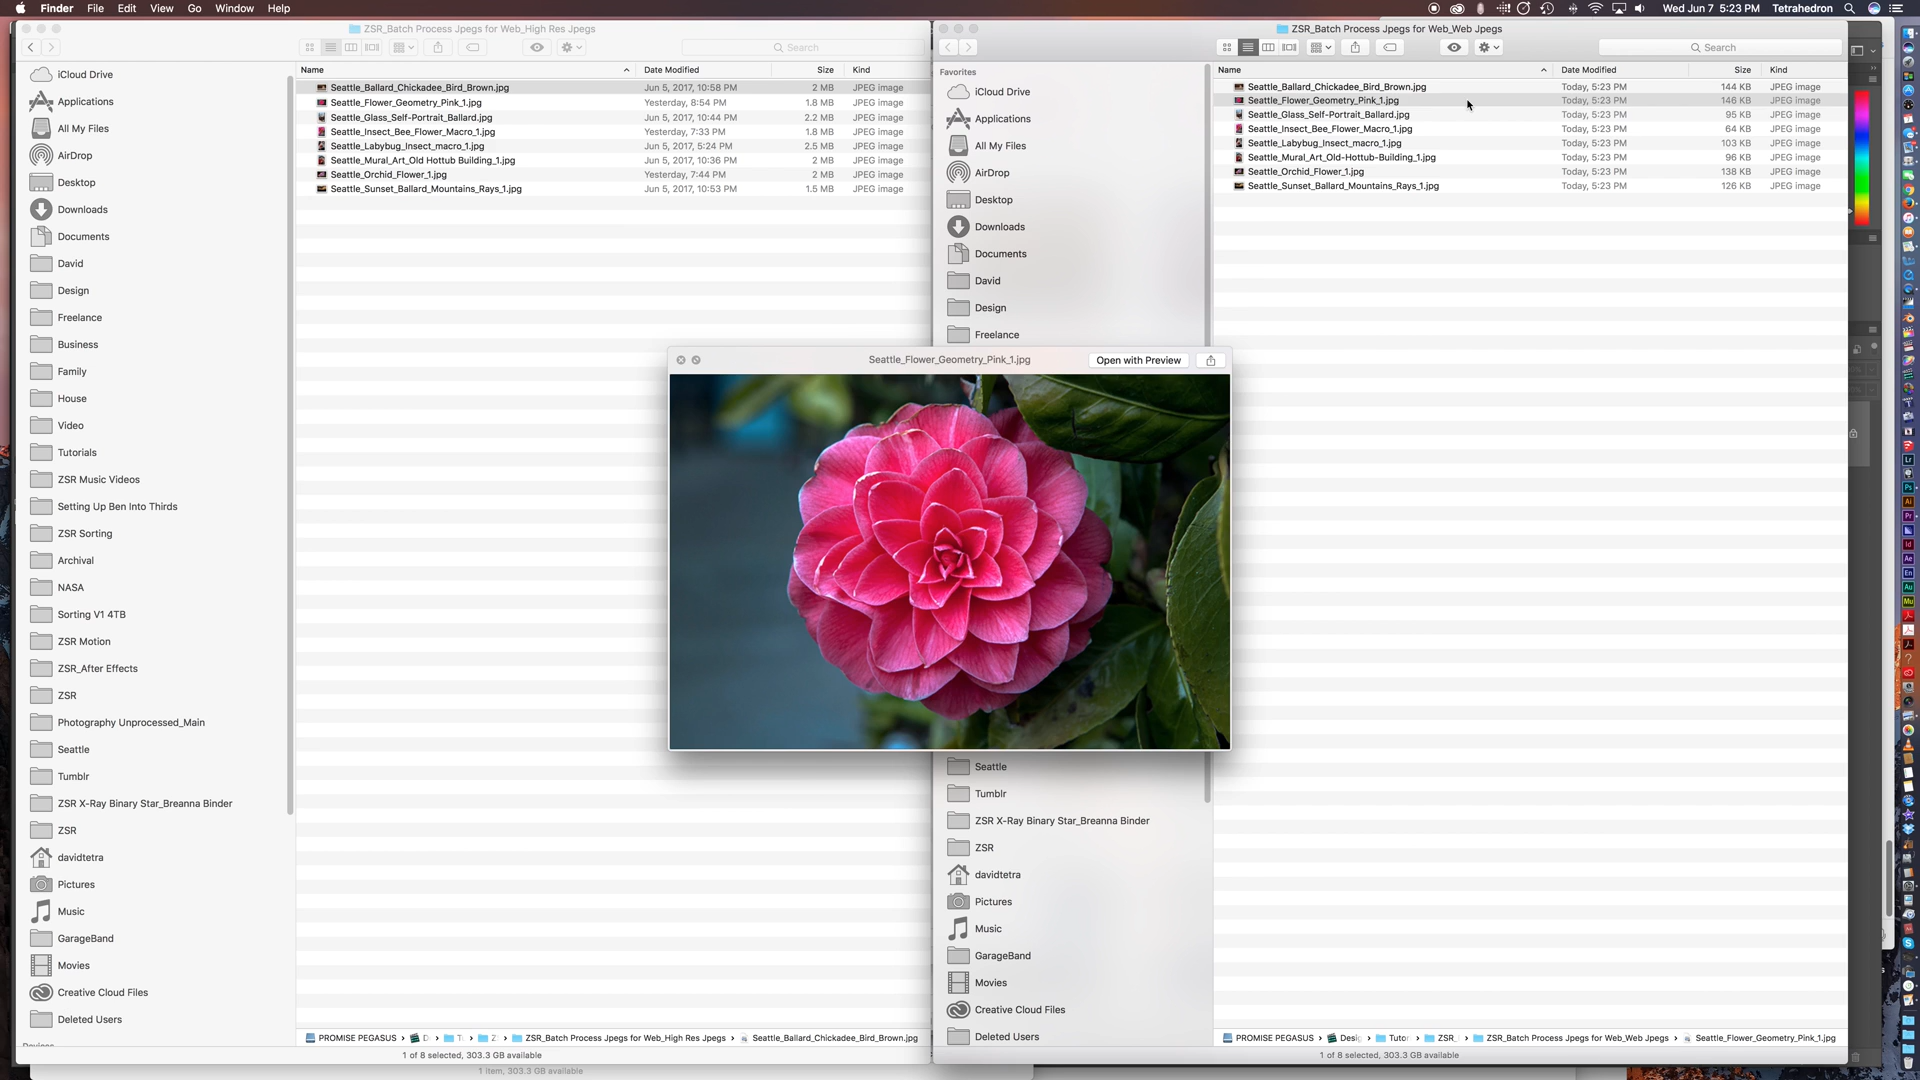 Finder File Edit View Go Window Help
Wed Jun 7 5:23 PM Tetrahedron
ZSR_Batch Process Jpegs for Web_High Res Jpegs
Search
iCloud Drive
Applications
All My Files
AirDrop
Desktop
Downloads
Documents
David
Design
Freelance
Business
Family
House
Video
Tutorials
ZSR Music Videos
Setting Up Ben Into Thirds
ZSR Sorting
Archival
NASA
Sorting V1 4TB
ZSR Motion
ZSR_After Effects
ZSR
Photography Unprocessed_Main
Seattle
Tumblr
ZSR X-Ray Binary Star_Breanna Binder
ZSR
davidtetra
Pictures
Music
GarageBand
Movies
Creative Cloud Files
Deleted Users
Devices
Name Date Modified Size Kind
Seattle_Ballard_Chickadee_Bird_Brown.jpg Jun 5, 2017, 10:58 PM 2 MB JPEG image
Seattle_Flower_Geometry_Pink_1.jpg Yesterday, 8:54 PM 1.8 MB JPEG image
Seattle_Glass_Self-Portrait_Ballard.jpg Jun 5, 2017, 10:44 PM 2.2 MB JPEG image
Seattle_Insect_Bee_Flower_Macro_1.jpg Yesterday, 7:33 PM 1.8 MB JPEG image
Seattle_Labybug_Insect_macro_1.jpg Jun 5, 2017, 5:24 PM 2.5 MB JPEG image
Seattle_Mural_Art_Old Hottub Building_1.jpg Jun 5, 2017, 10:36 PM 2 MB JPEG image
Seattle_Orchid_Flower_1.jpg Yesterday, 7:44 PM 2 MB JPEG image
Seattle_Sunset_Ballard_Mountains_Rays_1.jpg Jun 5, 2017, 10:53 PM 1.5 MB JPEG image
PROMISE PEGASUS › D › T › Z › ZSR_Batch Process Jpegs for Web_High Res Jpegs › Seattle_Ballard_Chickadee_Bird_Brown.jpg
1 of 8 selected, 303.3 GB available
1 item, 303.3 GB available
ZSR_Batch Process Jpegs for Web_Web Jpegs
Search
Favorites
iCloud Drive
Applications
All My Files
AirDrop
Desktop
Downloads
Documents
David
Design
Freelance
Seattle
Tumblr
ZSR X-Ray Binary Star_Breanna Binder
ZSR
davidtetra
Pictures
Music
GarageBand
Movies
Creative Cloud Files
Deleted Users
Name Date Modified Size Kind
Seattle_Ballard_Chickadee_Bird_Brown.jpg Today, 5:23 PM 144 KB JPEG image
Seattle_Flower_Geometry_Pink_1.jpg Today, 5:23 PM 146 KB JPEG image
Seattle_Glass_Self-Portrait_Ballard.jpg Today, 5:23 PM 95 KB JPEG image
Seattle_Insect_Bee_Flower_Macro_1.jpg Today, 5:23 PM 64 KB JPEG image
Seattle_Labybug_Insect_macro_1.jpg Today, 5:23 PM 103 KB JPEG image
Seattle_Mural_Art_Old-Hottub-Building_1.jpg Today, 5:23 PM 96 KB JPEG image
Seattle_Orchid_Flower_1.jpg Today, 5:23 PM 138 KB JPEG image
Seattle_Sunset_Ballard_Mountains_Rays_1.jpg Today, 5:23 PM 126 KB JPEG image
PROMISE PEGASUS › Desig › Tutor › ZSR_ › ZSR_Batch Process Jpegs for Web_Web Jpegs › Seattle_Flower_Geometry_Pink_1.jpg
1 of 8 selected, 303.3 GB available
Seattle_Flower_Geometry_Pink_1.jpg
Open with Preview
Lr
Ps
Ai
Pr
Id
Ae
En
Au
Mu